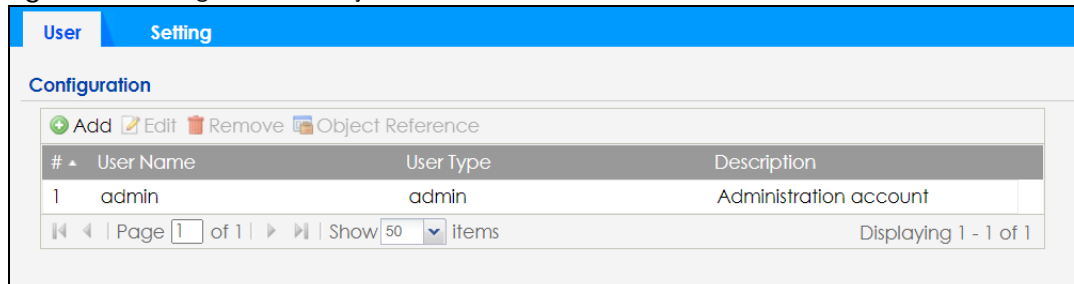 User Setting
Configuration
Add Edit Remove Object Reference
# User Name User Type Description
1 admin admin Administration account
Page 1 of 1 Show 50 items Displaying 1 - 1 of 1